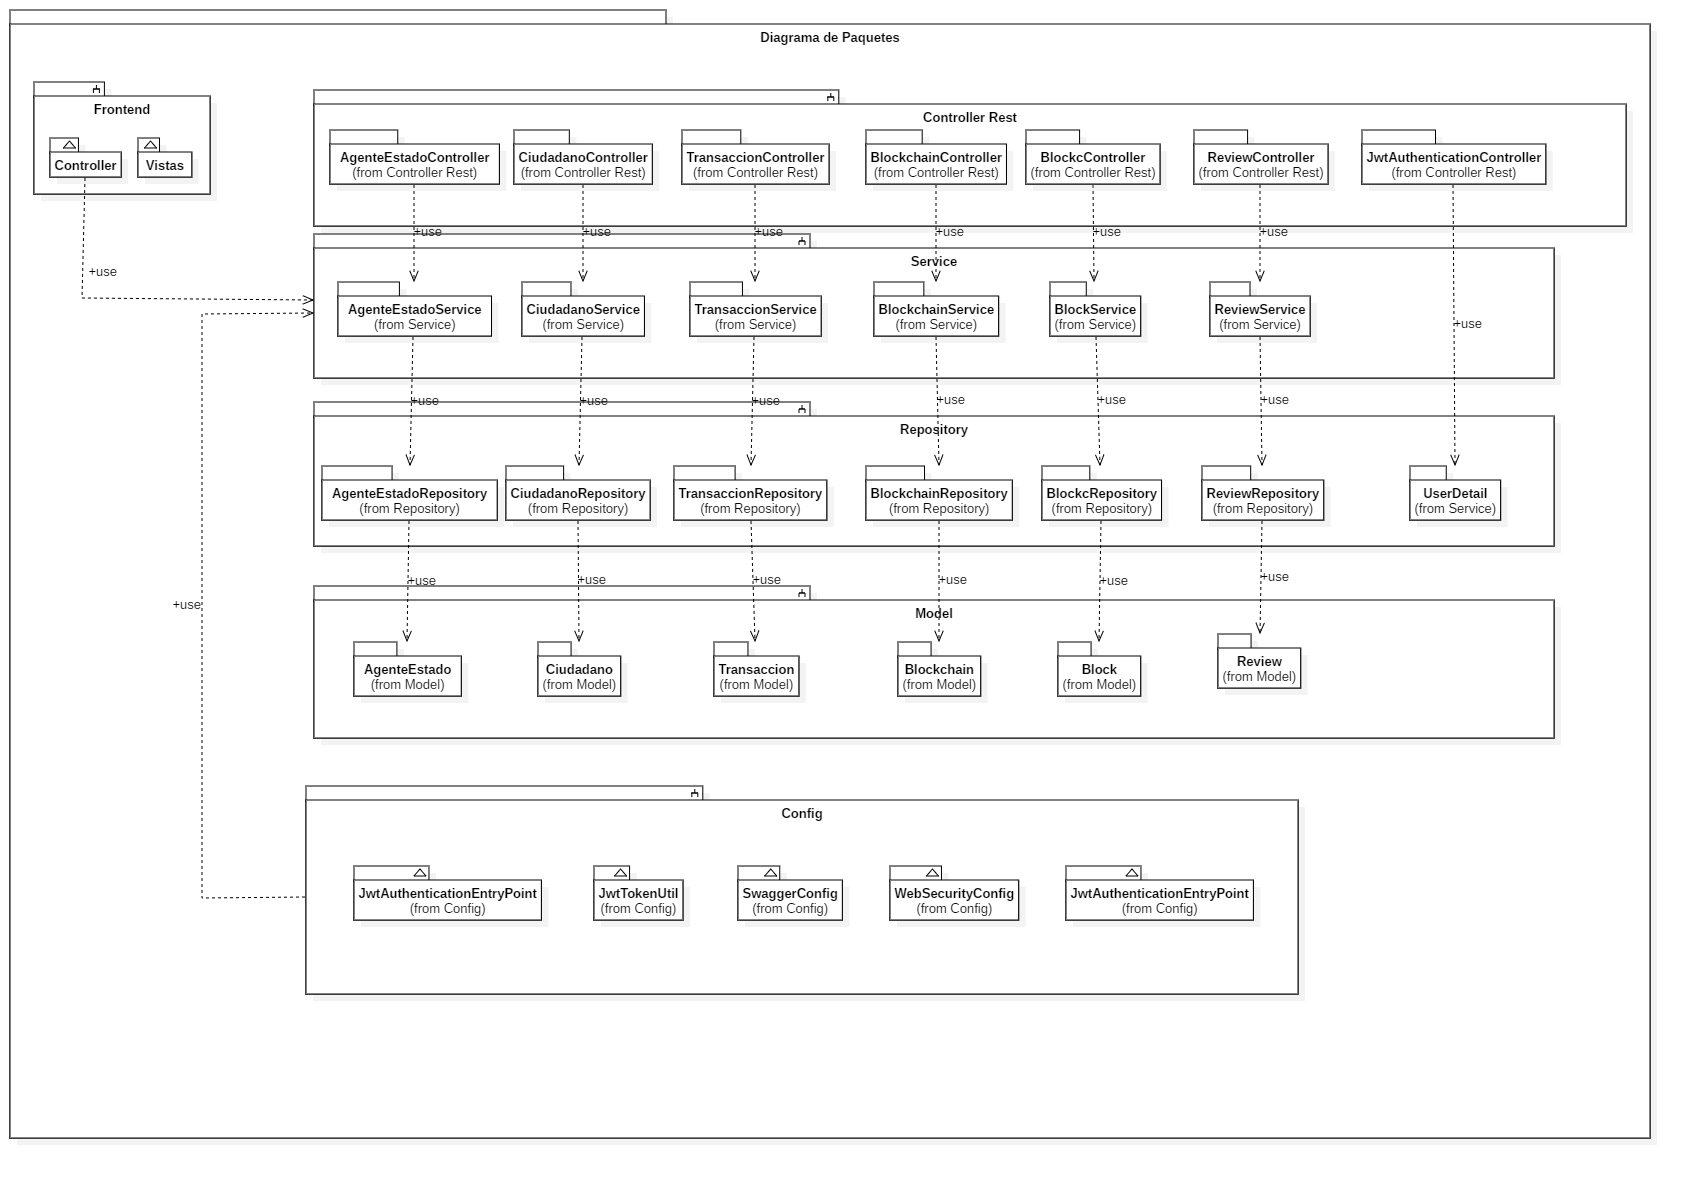 Diagrama de Paquetes
Frontend
Controller
Vistas
Controller Rest
AgenteEstadoController
(from Controller Rest)
CiudadanoController
(from Controller Rest)
TransaccionController
(from Controller Rest)
BlockchainController
(from Controller Rest)
BlockcController
(from Controller Rest)
ReviewController
(from Controller Rest)
JwtAuthenticationController
(from Controller Rest)
+use
+use
+use
+use
+use
+use
+use
Service
AgenteEstadoService
(from Service)
CiudadanoService
(from Service)
TransaccionService
(from Service)
BlockchainService
(from Service)
BlockService
(from Service)
ReviewService
(from Service)
+use
+use
+use
+use
+use
+use
+use
Repository
AgenteEstadoRepository
(from Repository)
CiudadanoRepository
(from Repository)
TransaccionRepository
(from Repository)
BlockchainRepository
(from Repository)
BlockcRepository
(from Repository)
ReviewRepository
(from Repository)
UserDetail
(from Service)
+use
+use
+use
+use
+use
+use
+use
Model
AgenteEstado
(from Model)
Ciudadano
(from Model)
Transaccion
(from Model)
Blockchain
(from Model)
Block
(from Model)
Review
(from Model)
Config
JwtAuthenticationEntryPoint
(from Config)
JwtTokenUtil
(from Config)
SwaggerConfig
(from Config)
WebSecurityConfig
(from Config)
JwtAuthenticationEntryPoint
(from Config)